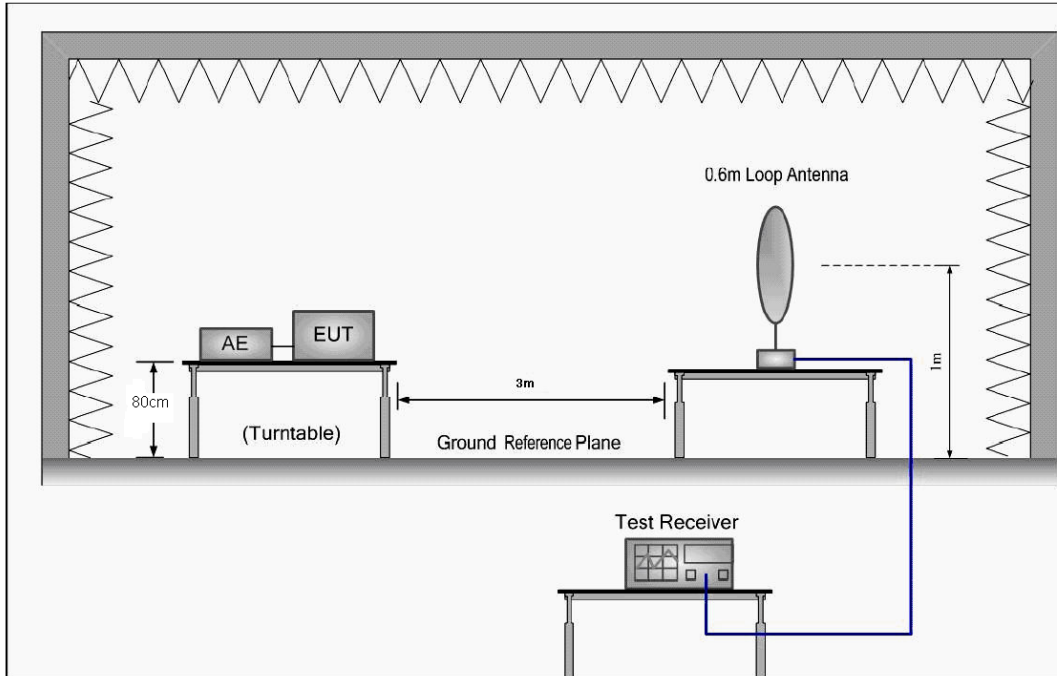 0.6m Loop Antenna
AE
EUT
80cm
3m
1m
(Turntable)
Ground Reference Plane
Test Receiver